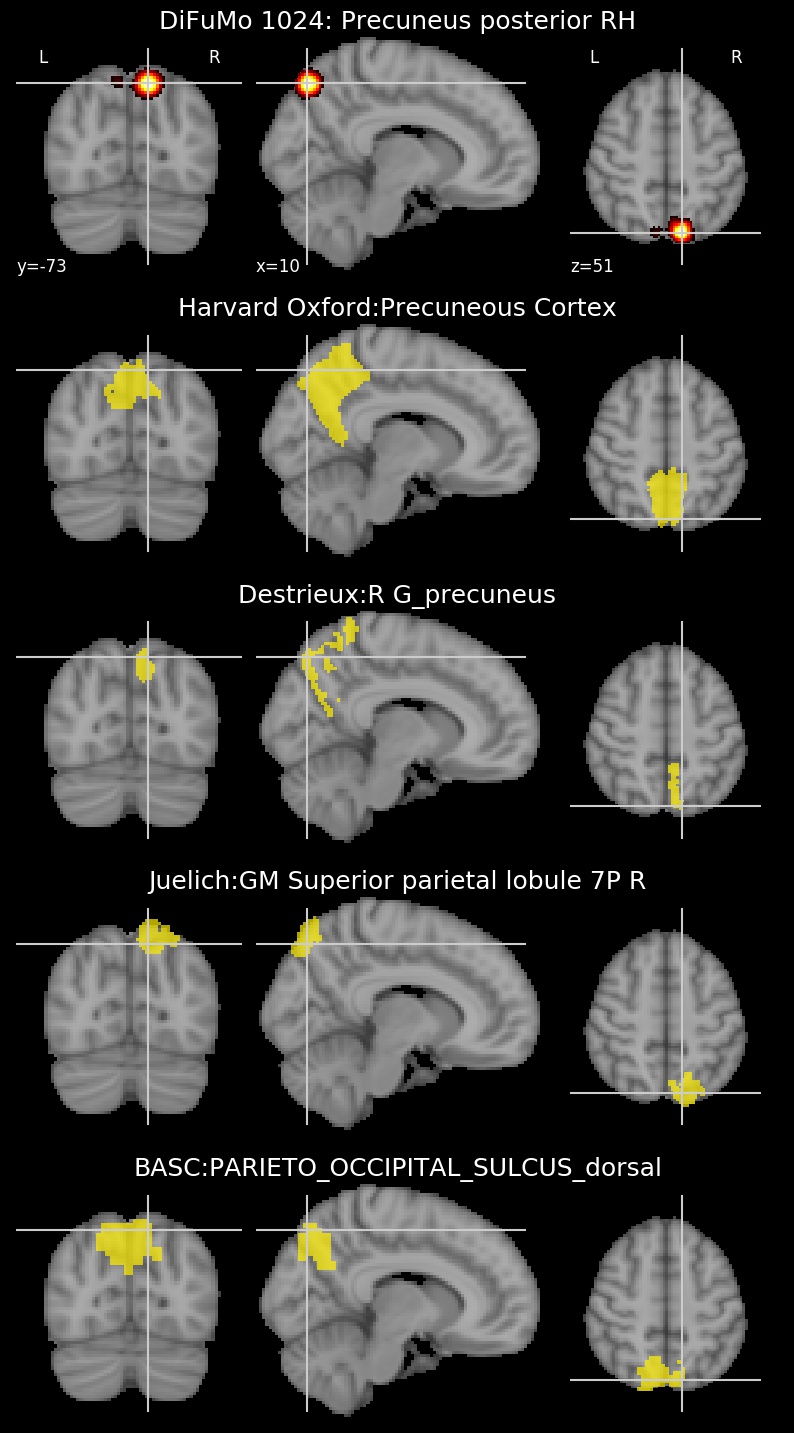 DiFuMo 1024: Precuneus posterior RH
L R L R
y=-73 x=10 z=51
Harvard Oxford:Precuneous Cortex
Destrieux:R G_precuneus
Juelich:GM Superior parietal lobule 7P R
BASC:PARIETO_OCCIPITAL_SULCUS_dorsal